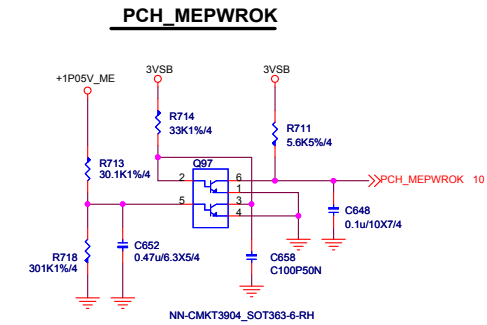 PCH_MEPWROK
+1P05V_ME
3VSB
3VSB
R714
33K1%/4
R711
5.6K5%/4
R713
30.1K1%/4
Q97
2
6
1
5
3
4
PCH_MEPWROK 10
R718
301K1%/4
C652
0.47u/6.3X5/4
C648
0.1u/10X7/4
C658
C100P50N
NN-CMKT3904_SOT363-6-RH